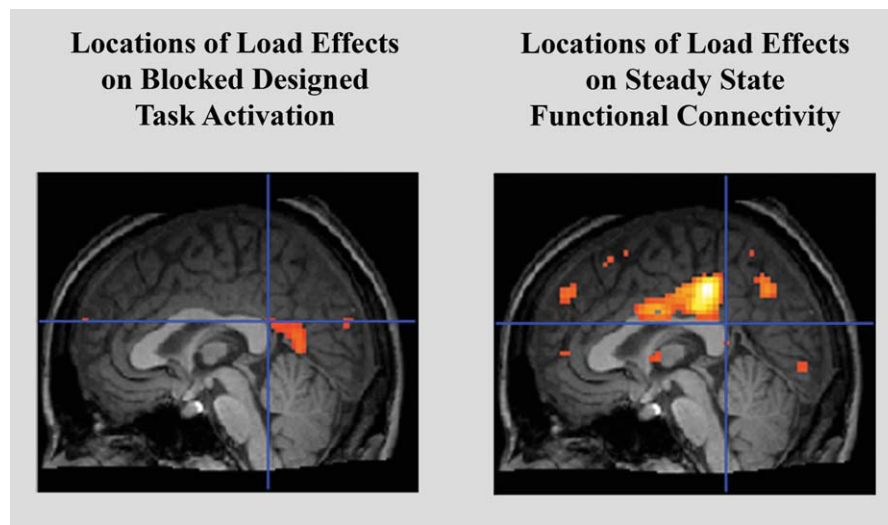 Locations of Load Effects
on Blocked Designed
Task Activation
Locations of Load Effects
on Steady State
Functional Connectivity